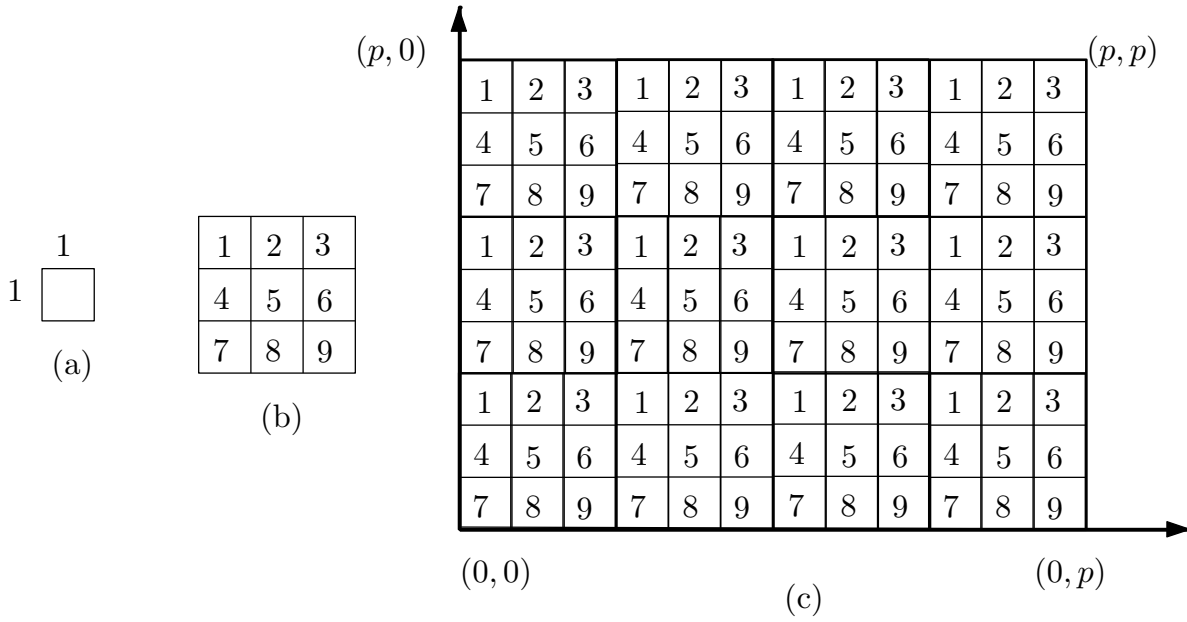 (p, 0) (p, p)
1 2 3 1 2 3 1 2 3 1 2 3
4 5 6 4 5 6 4 5 6 4 5 6
7 8 9 7 8 9 7 8 9 7 8 9
1 1 2 3 1 2 3 1 2 3 1 2 3 1 2 3
1 4 5 6 4 5 6 4 5 6 4 5 6 4 5 6
7 8 9 7 8 9 7 8 9 7 8 9 7 8 9
(a)
1 2 3 1 2 3 1 2 3 1 2 3
(b)
4 5 6 4 5 6 4 5 6 4 5 6
7 8 9 7 8 9 7 8 9 7 8 9
(0, 0) (0, p)
(c)